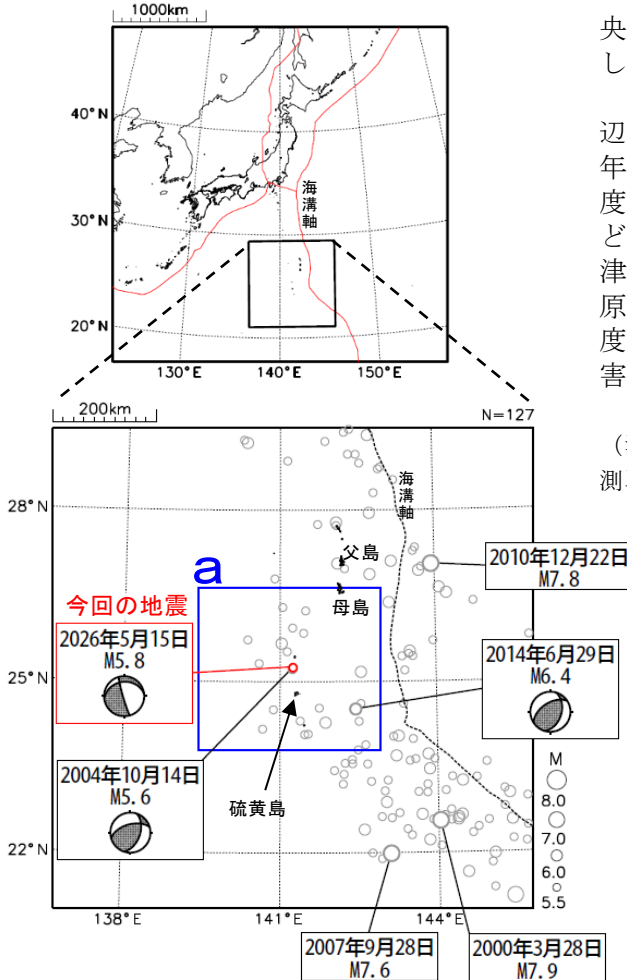 1000km
40°N
30°N
20°N
130°E
140°E
150°E
海溝軸
央
し
辺
年
度
ど
津
原
度
害
測
200km
N=127
28°N
25°N
22°N
138°E
141°E
144°E
海溝軸
父島
母島
a
今回の地震
2026年5月15日
M5.8
2004年10月14日
M5.6
硫黄島
2010年12月22日
M7.8
2014年6月29日
M6.4
2007年9月28日
M7.6
2000年3月28日
M7.9
M
8.0
7.0
6.0
5.5